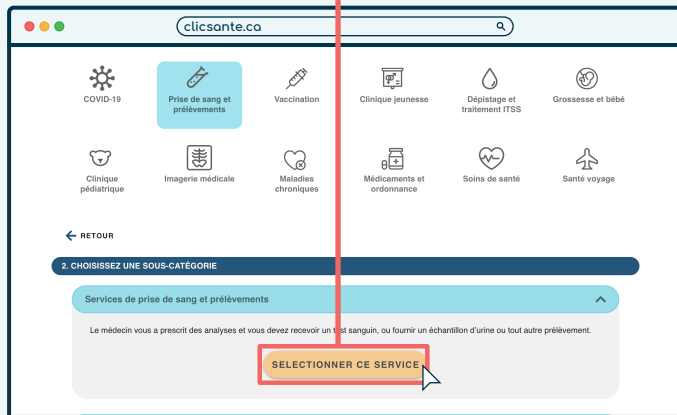 clicsante.ca
COVID-19
Prise de sang et
prélèvements
Vaccination
Clinique jeunesse
Dépistage et
traitement ITSS
Grossesse et bébé
Clinique
pédiatrique
Imagerie médicale
Maladies
chroniques
Médicaments et
ordonnance
Soins de santé
Santé voyage
RETOUR
2. CHOISISSEZ UNE SOUS-CATÉGORIE
Services de prise de sang et prélèvements
Le médecin vous a prescrit des analyses et vous devez recevoir un test sanguin, ou fournir un échantillon d'urine ou tout autre prélèvement.
SELECTIONNER CE SERVICE